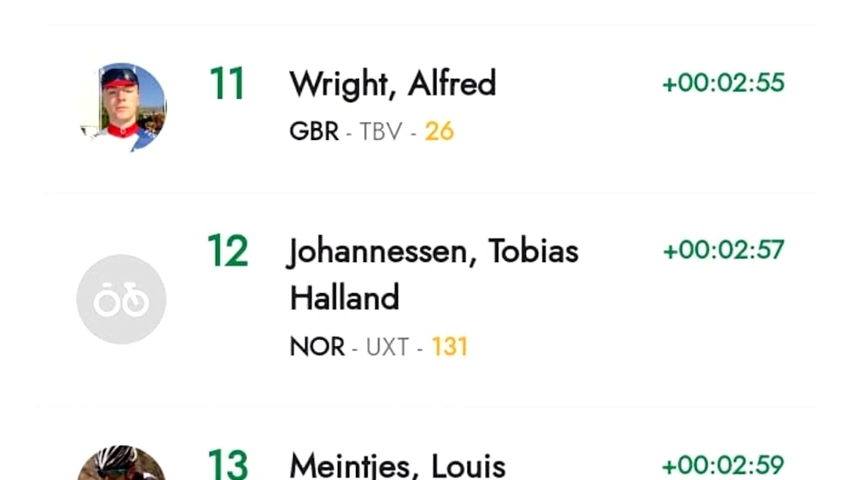 11 Wright, Alfred +00:02:55
GBR - TBV - 26
12 Johannessen, Tobias +00:02:57
Halland
NOR - UXT - 131
13 Meintjes, Louis +00:02:59